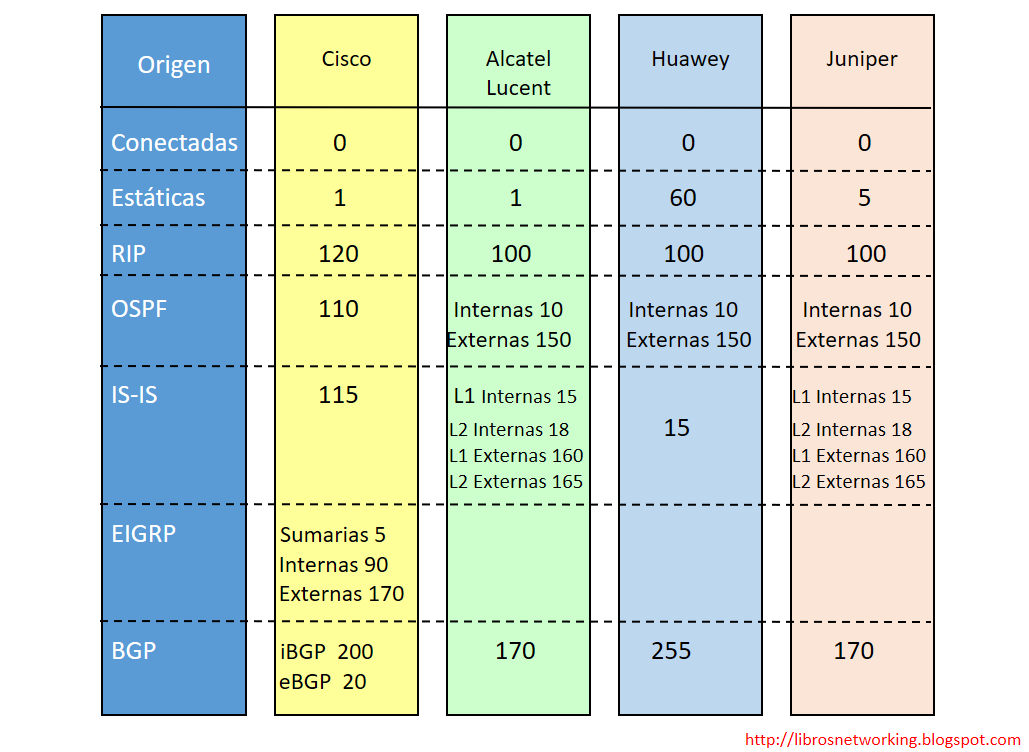 Origen Cisco Alcatel Huawey Juniper
Lucent
Conectadas 0 0 0 0
Estáticas 1 1 60 5
RIP 120 100 100 100
OSPF 110 Internas 10 Internas 10 Internas 10
Externas 150 Externas 150 Externas 150
IS-IS 115 L1 Internas 15 L1 Internas 15
L2 Internas 18 15 L2 Internas 18
L1 Externas 160 L1 Externas 160
L2 Externas 165 L2 Externas 165
EIGRP Sumarias 5
Internas 90
Externas 170
BGP iBGP 200 170 255 170
eBGP 20
http://librosnetworking.blogspot.com